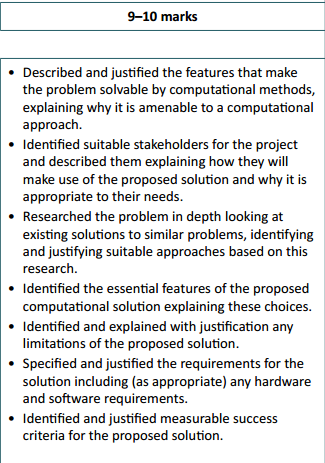 9–10 marks
• Described and justified the features that make
the problem solvable by computational methods,
explaining why it is amenable to a computational
approach.
• Identified suitable stakeholders for the project
and described them explaining how they will
make use of the proposed solution and why it is
appropriate to their needs.
• Researched the problem in depth looking at
existing solutions to similar problems, identifying
and justifying suitable approaches based on this
research.
• Identified the essential features of the proposed
computational solution explaining these choices.
• Identified and explained with justification any
limitations of the proposed solution.
• Specified and justified the requirements for the
solution including (as appropriate) any hardware
and software requirements.
• Identified and justified measurable success
criteria for the proposed solution.